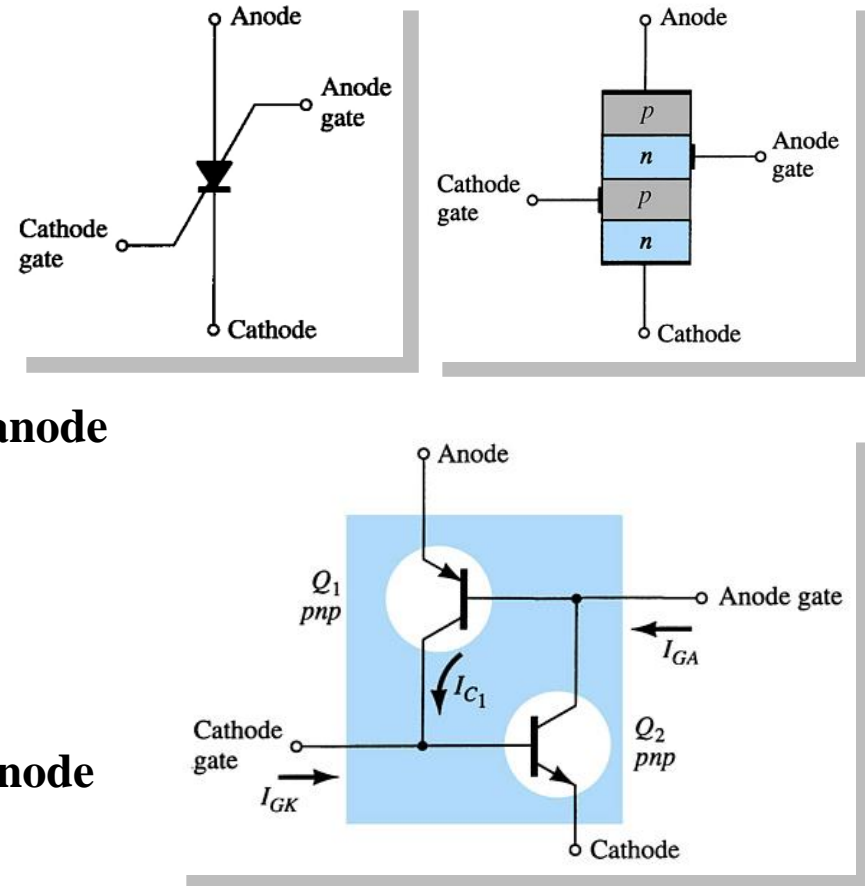 Anode
Anode
gate
Cathode
gate
Cathode
Anode
p
n
Anode
gate
Cathode
gate
p
n
Cathode
anode
Anode
Q1
pnp
Anode gate
IGA
IC1
Cathode
gate
Q2
pnp
IGK
node
Cathode